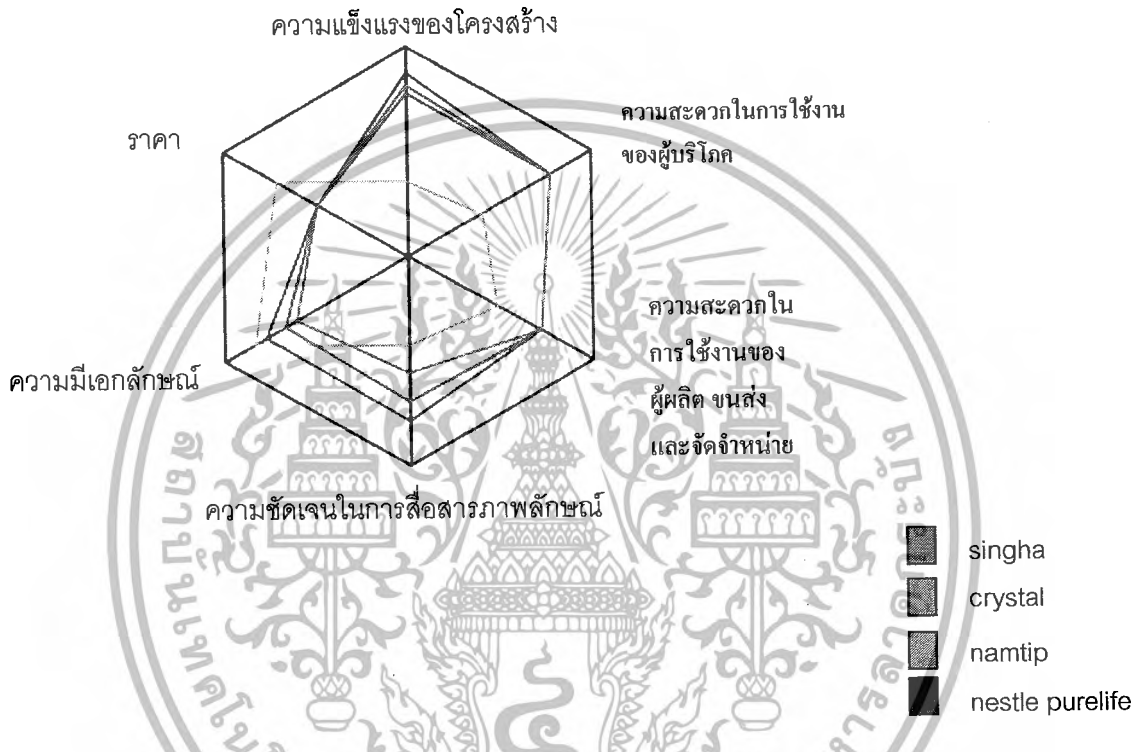 ความแข็งแรงของโครงสร้าง
ความสะดวกในการใช้งาน
ของผู้บริโภค
ราคา
ความสะดวกใน
การใช้งานของ
ผู้ผลิต ขนส่ง
และจัดจำหน่าย
ความมีเอกลักษณ์
ความชัดเจนในการสื่อสารภาพลักษณ์
singha
crystal
namtip
nestle purelife